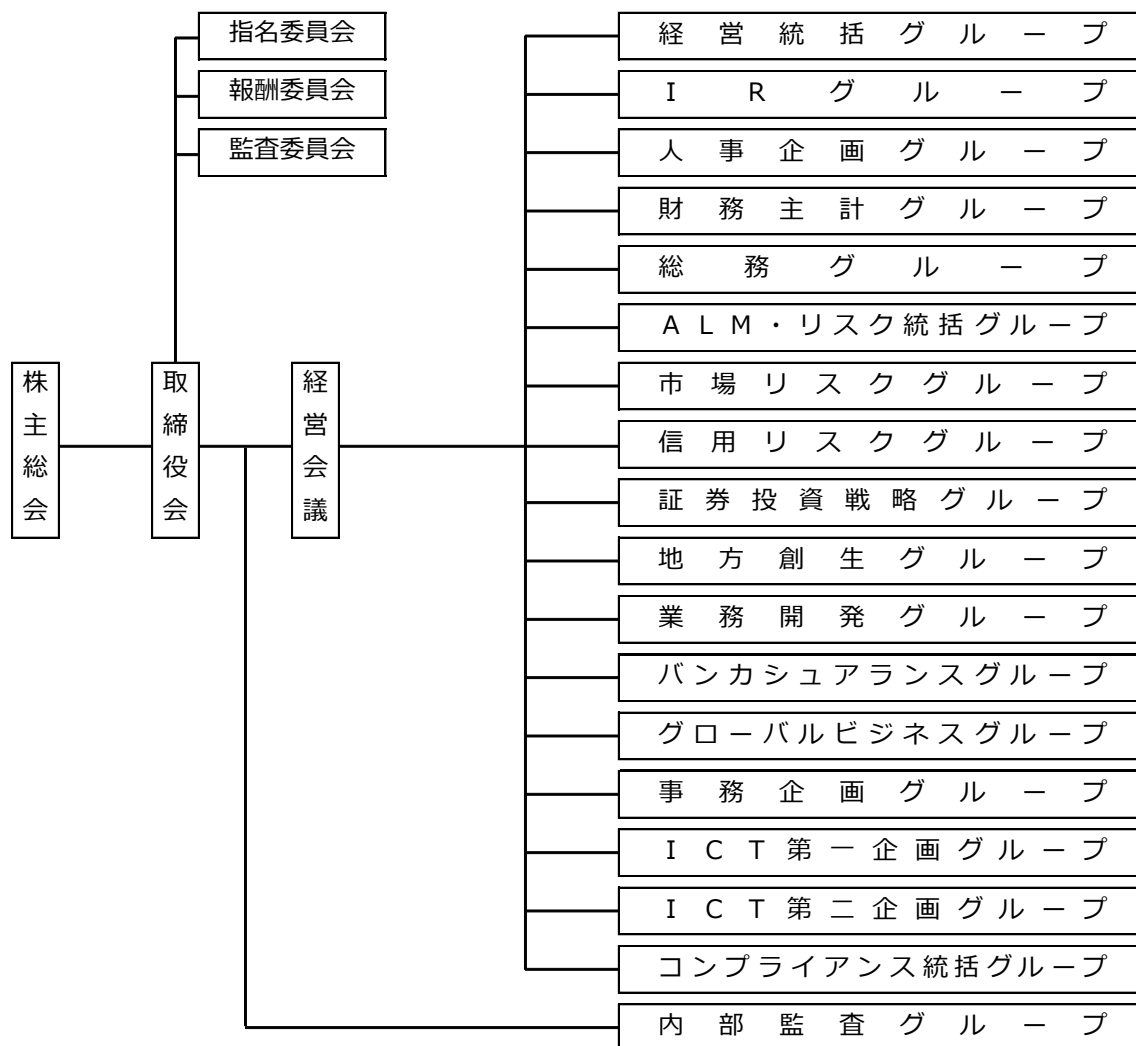 指名委員会
報酬委員会
監査委員会
株主総会
取締役会
経営会議
経営統括グループ
IRグループ
人事企画グループ
財務主計グループ
総務グループ
ALM・リスク統括グループ
市場リスクグループ
信用リスクグループ
証券投資戦略グループ
地方創生グループ
業務開発グループ
バンカシュアランスグループ
グローバルビジネスグループ
事務企画グループ
ICT第一企画グループ
ICT第二企画グループ
コンプライアンス統括グループ
内部監査グループ